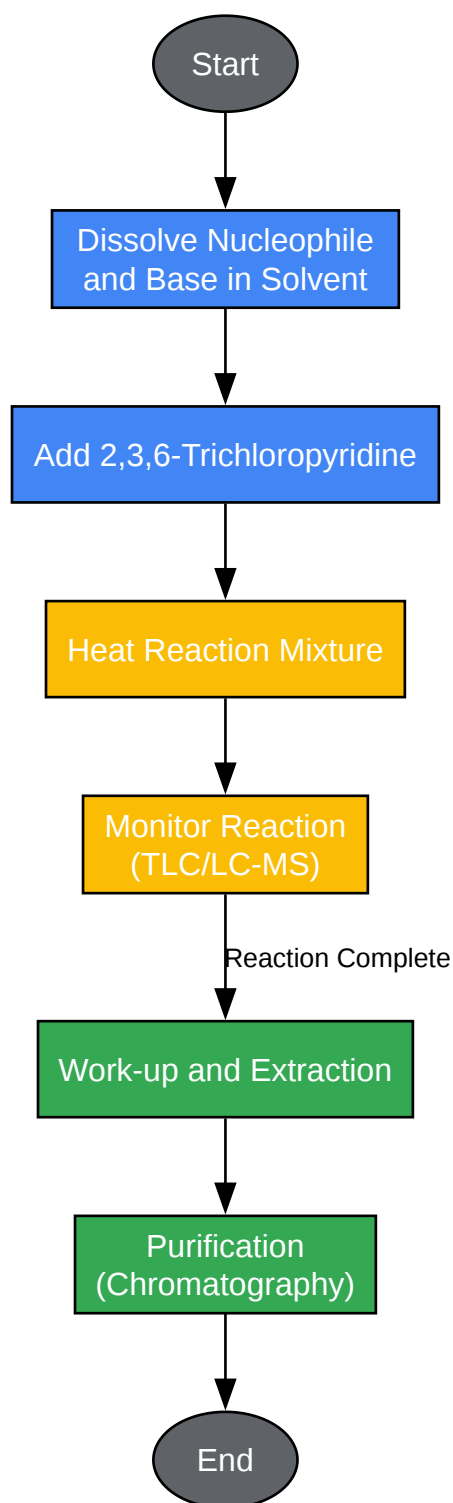 Start
Dissolve Nucleophile
and Base in Solvent
Add 2,3,6-Trichloropyridine
Heat Reaction Mixture
Monitor Reaction
(TLC/LC-MS)
Reaction Complete
Work-up and Extraction
Purification
(Chromatography)
End